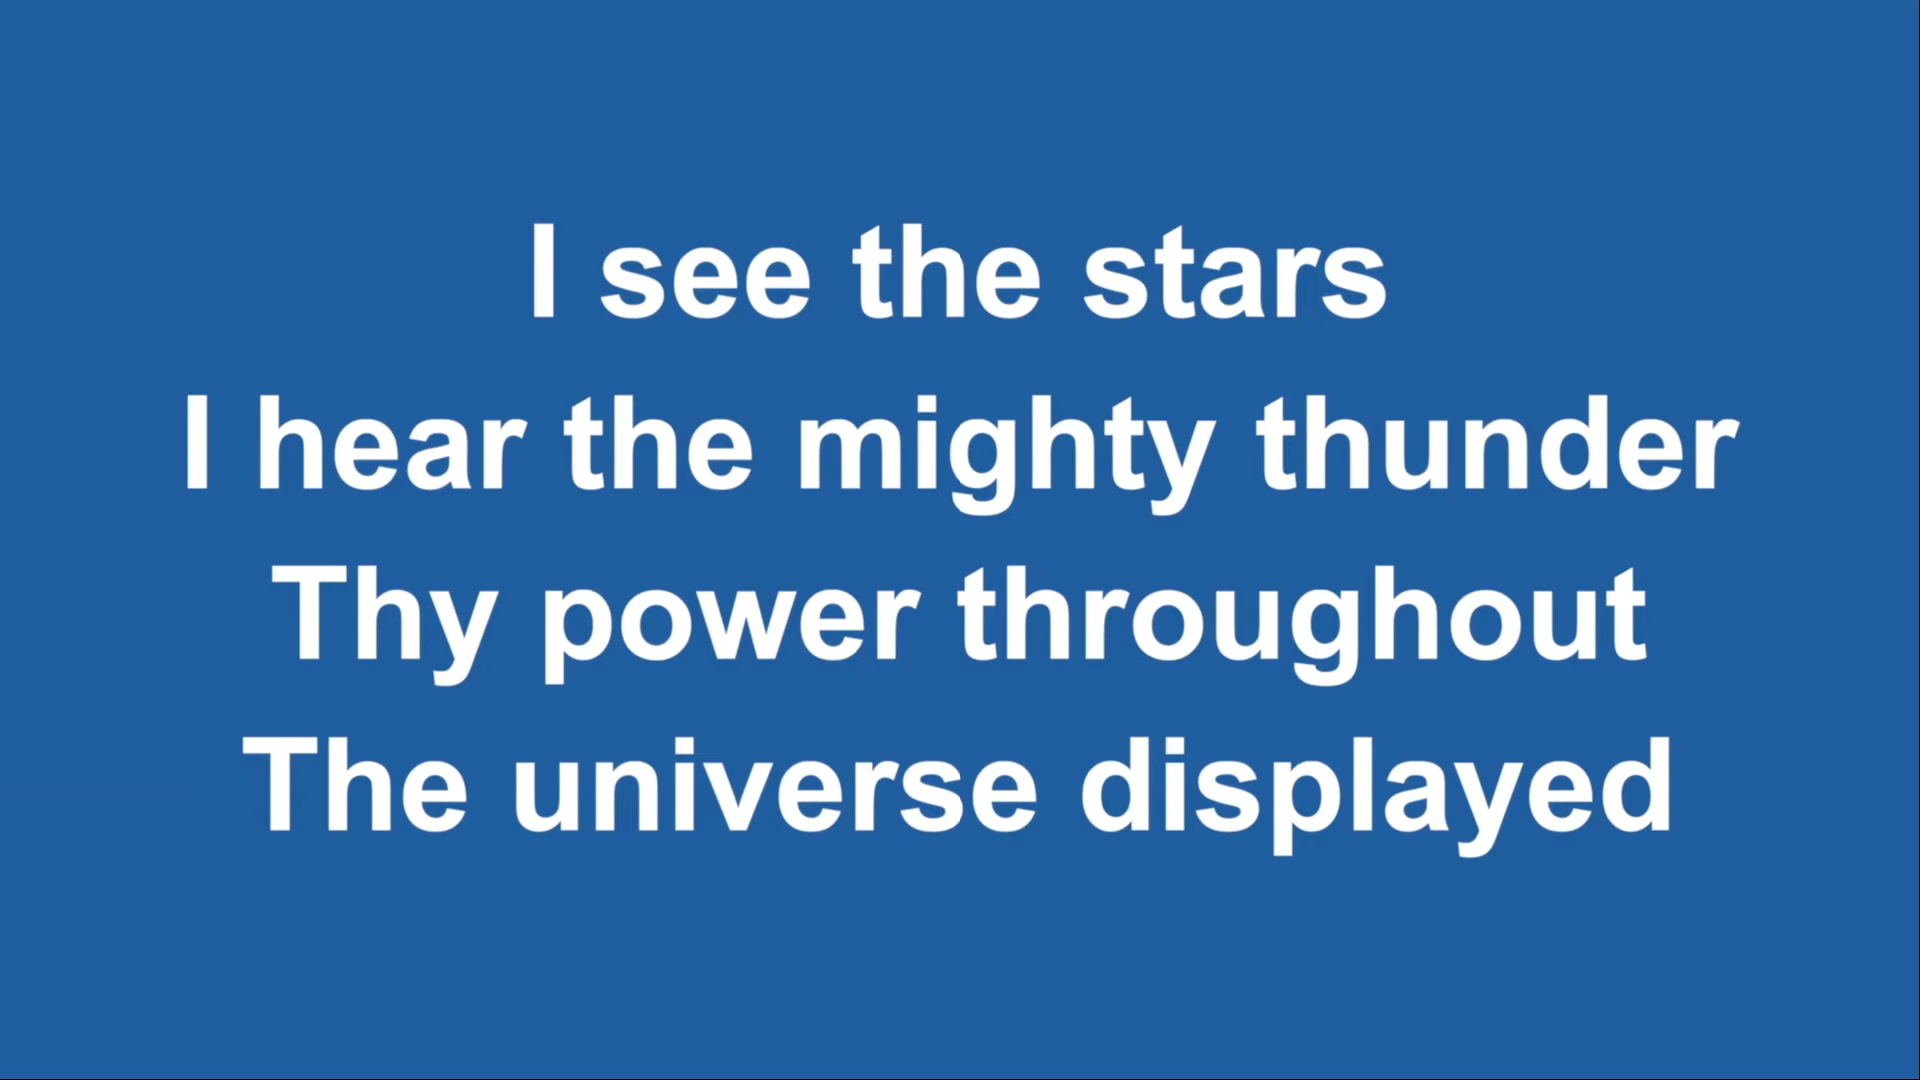 I see the stars
I hear the mighty thunder
Thy power throughout
The universe displayed